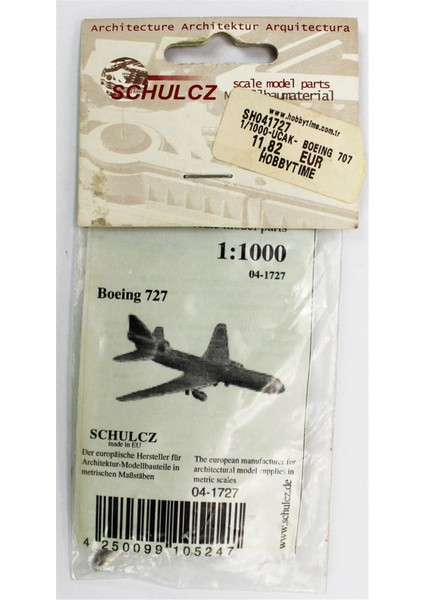 Architecture Architektur Arquitectura
SCHULCZ
scale model parts
www.hobbytime.com.tr
SH041727
1/1000-UCAK- BOEING 707
11,82 EUR
HOBBYTIME
parts
1:1000
04-1727
Boeing 727
SCHULCZ
made in EU
Der europäische Hersteller für
Architektur-Modellbauteile in
metrischen Maßstäben
The european manufacturer for
architectural model supplies in
metric scales
04-1727
www.schulcz.de
4 250099 105247